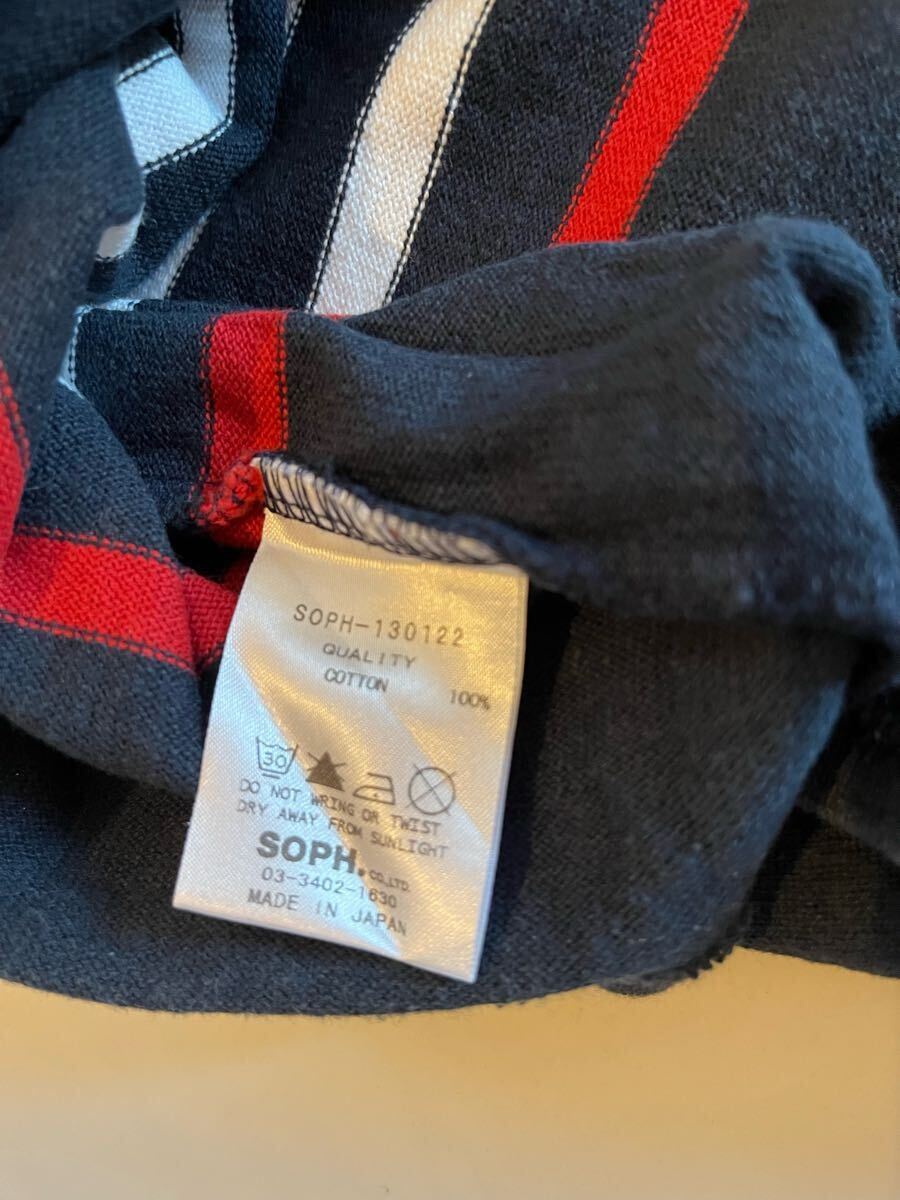 SOPH-130122
QUALITY
COTTON 100%
30
DO NOT WRING OR TWIST
DRY AWAY FROM SUNLIGHT
SOPH. CO.,LTD.
03-3402-1630
MADE IN JAPAN